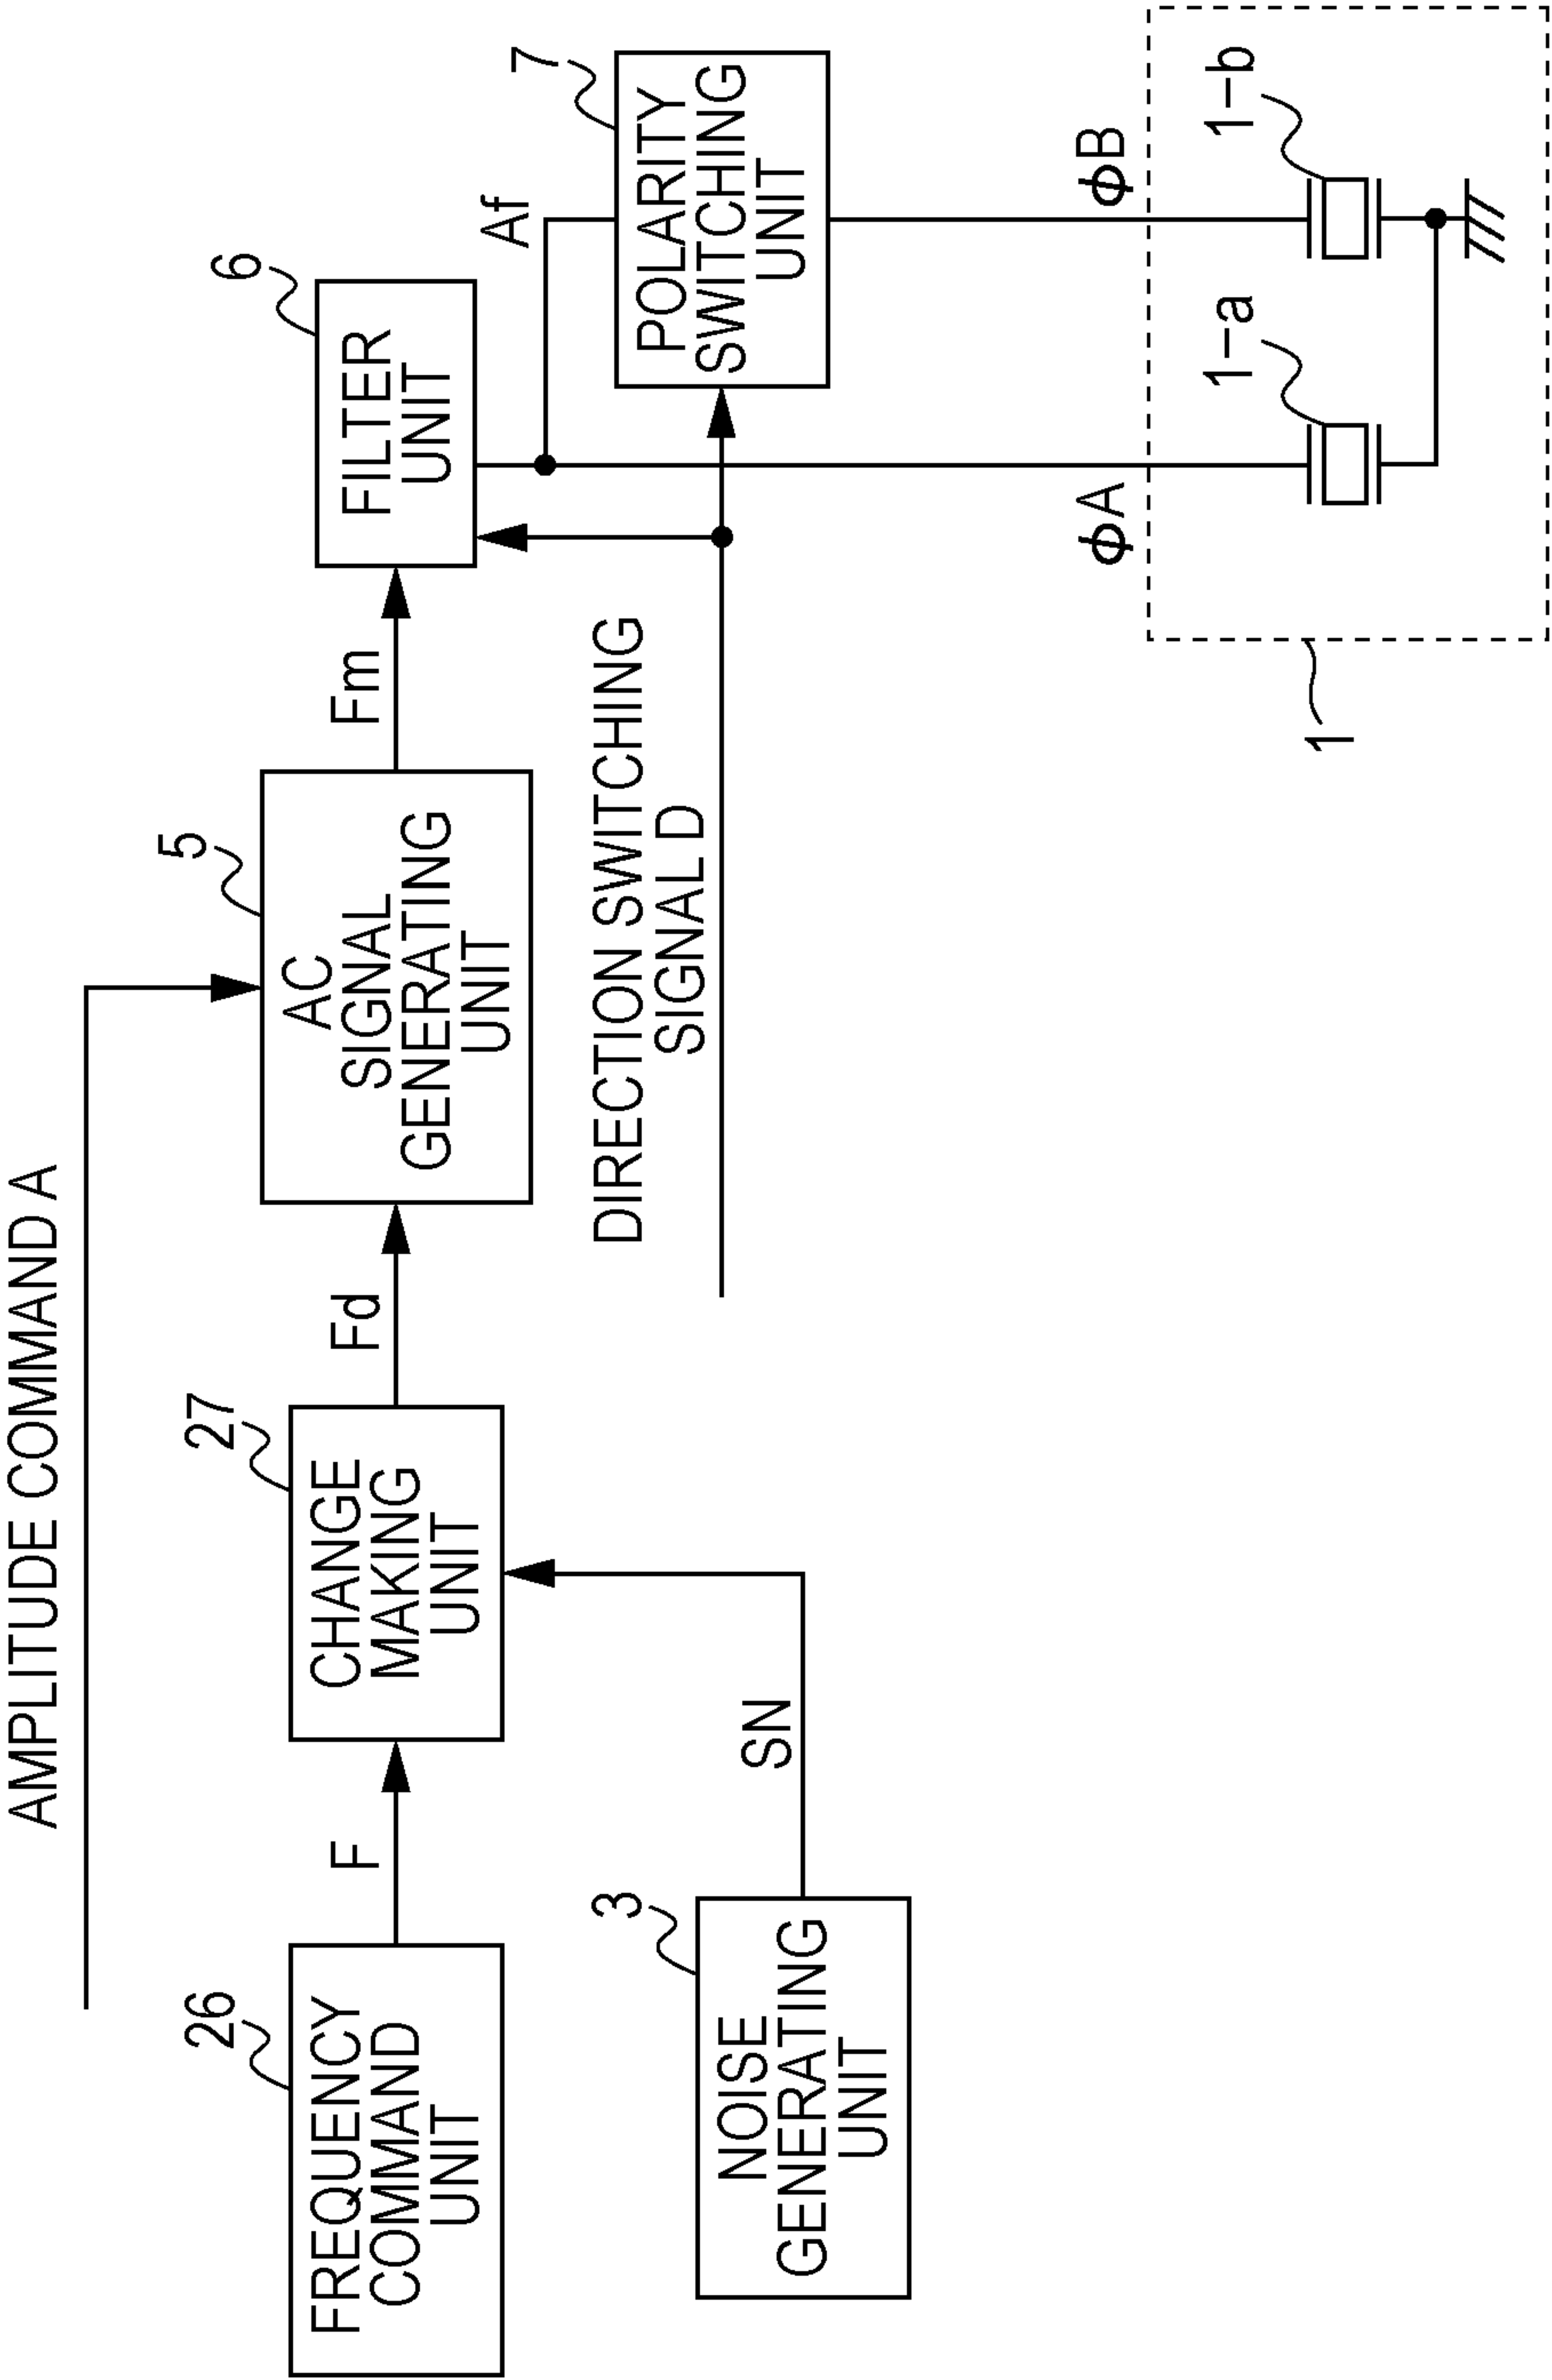 AMPLITUDE COMMAND A
26
FREQUENCY
COMMAND
UNIT
F
27
CHANGE
MAKING
UNIT
Fd
5
AC
SIGNAL
GENERATING
UNIT
Fm
6
FILTER
UNIT
Af
7
POLARITY
SWITCHING
UNIT
3
NOISE
GENERATING
UNIT
SN
DIRECTION SWITCHING
SIGNAL D
ϕA
ϕB
1-a
1-b
1